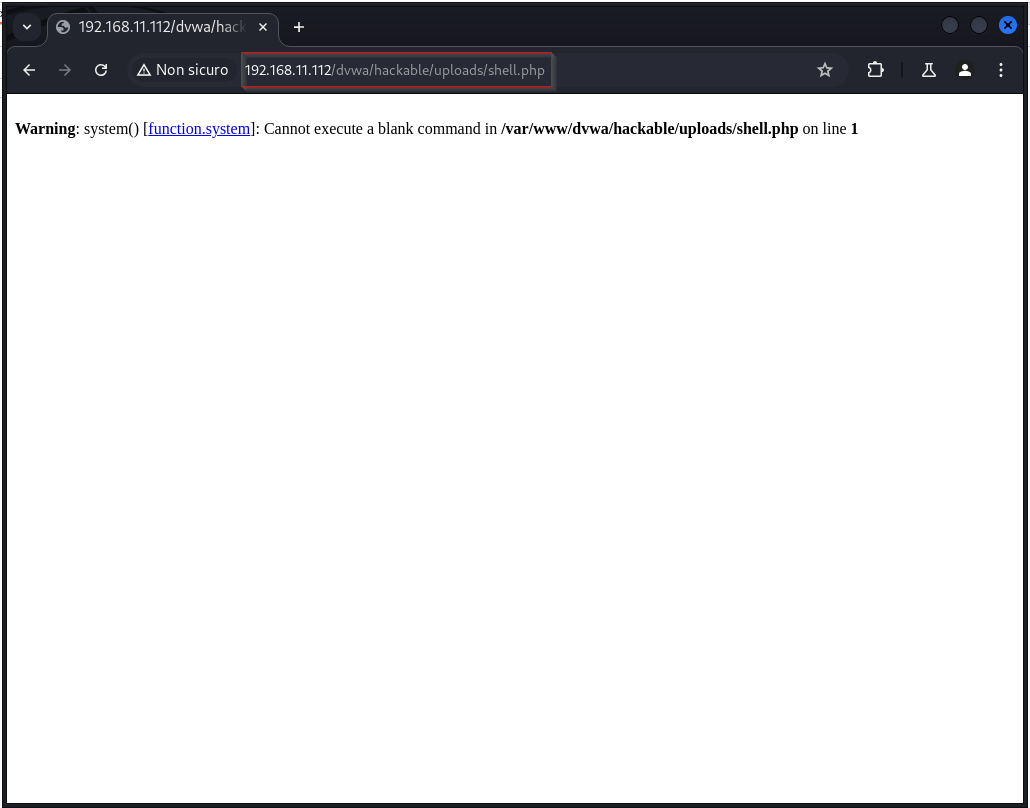 192.168.11.112/dvwa/hack
Non sicuro
192.168.11.112/dvwa/hackable/uploads/shell.php
Warning: system() [function.system]: Cannot execute a blank command in /var/www/dvwa/hackable/uploads/shell.php on line 1